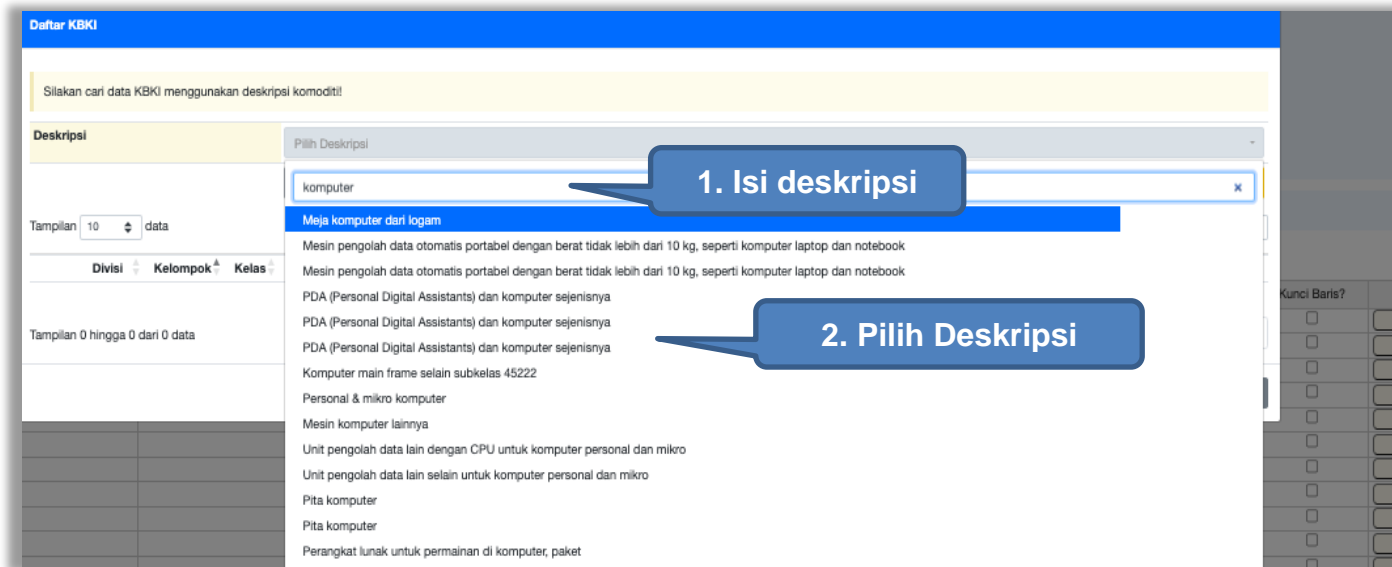 Daftar KBKI
Silakan cari data KBKI menggunakan deskripsi komoditi!
Deskripsi
Pilih Deskripsi
1. Isi deskripsi
komputer
×
Meja komputer dari logam
Tampilan 10 data
Mesin pengolah data otomatis portabel dengan berat tidak lebih dari 10 kg, seperti komputer laptop dan notebook
Divisi Kelompok Kelas
Mesin pengolah data otomatis portabel dengan berat tidak lebih dari 10 kg, seperti komputer laptop dan notebook
PDA (Personal Digital Assistants) dan komputer sejenisnya
Kunci Baris?
PDA (Personal Digital Assistants) dan komputer sejenisnya
2. Pilih Deskripsi
Tampilan 0 hingga 0 dari 0 data
PDA (Personal Digital Assistants) dan komputer sejenisnya
Komputer main frame selain subkelas 45222
Personal & mikro komputer
Mesin komputer lainnya
Unit pengolah data lain dengan CPU untuk komputer personal dan mikro
Unit pengolah data lain selain untuk komputer personal dan mikro
Pita komputer
Pita komputer
Perangkat lunak untuk permainan di komputer, paket